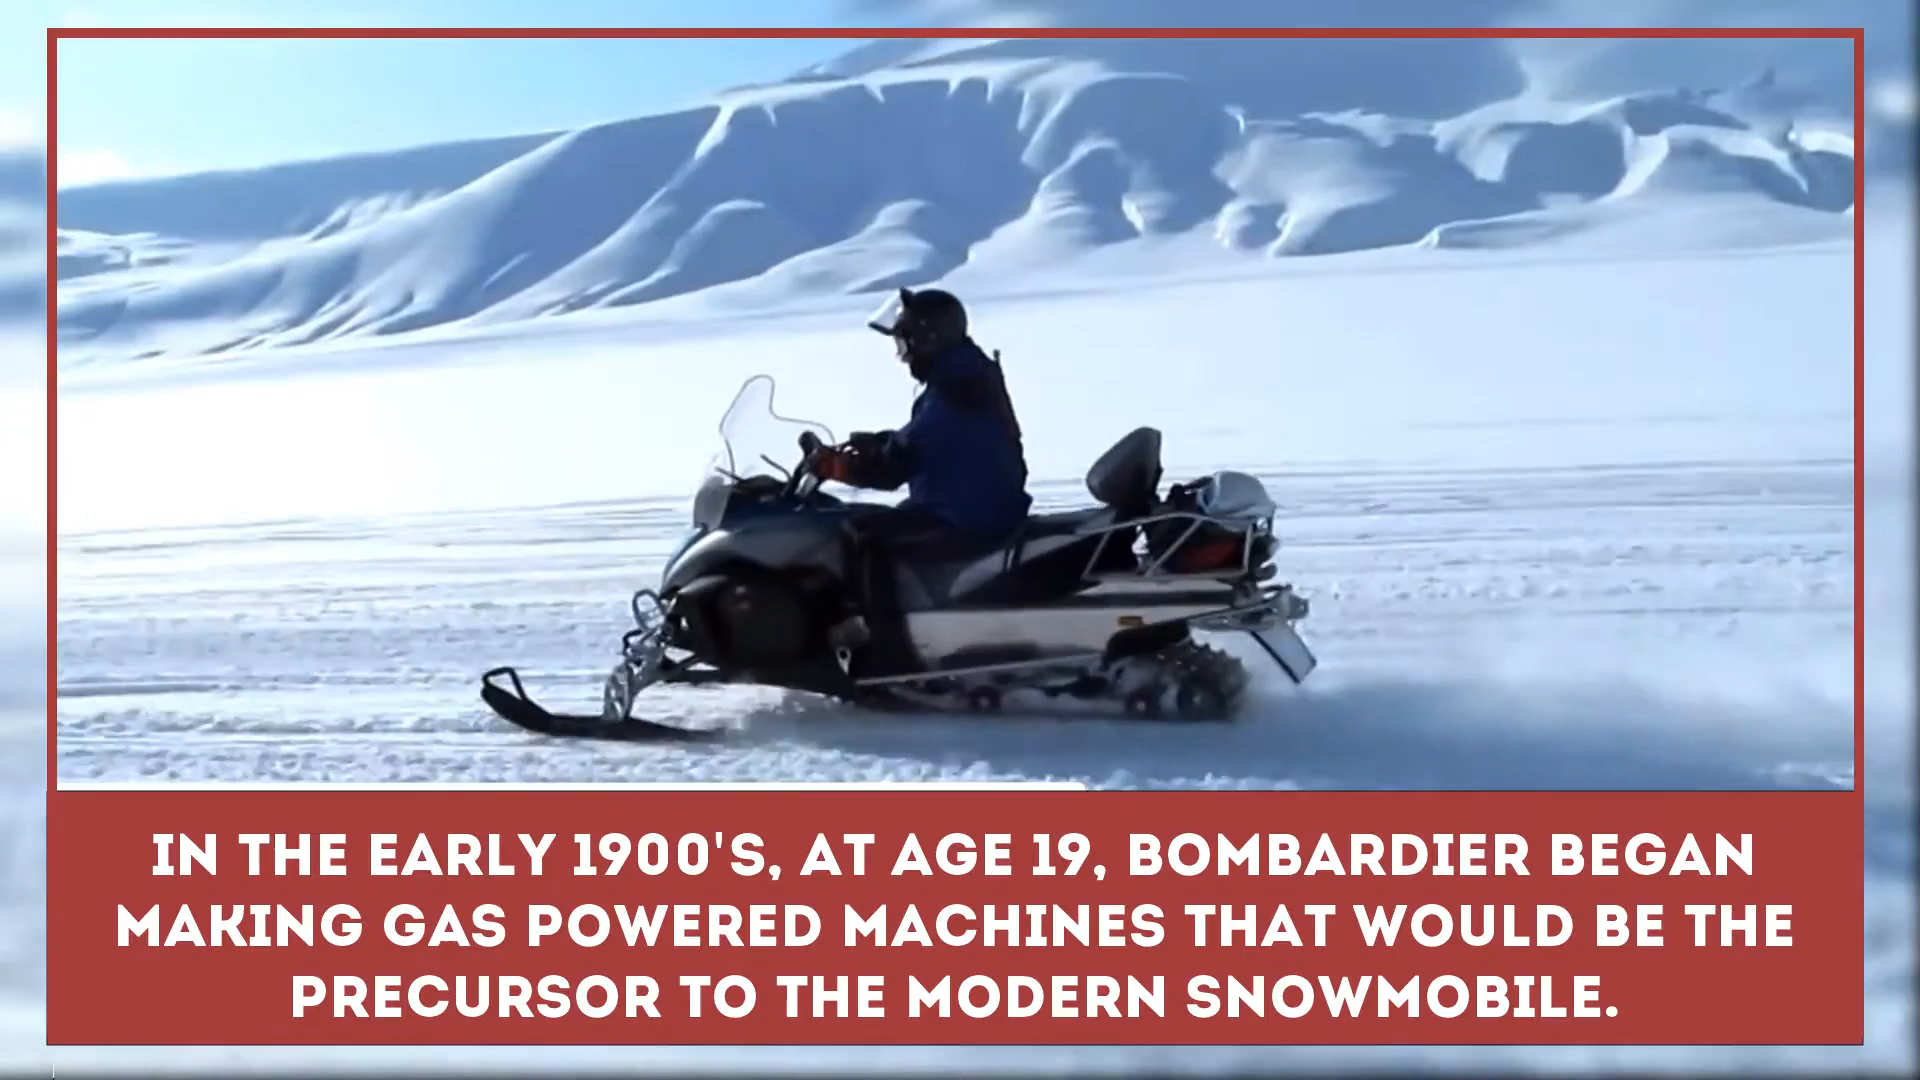 IN THE EARLY 1900'S, AT AGE 19, BOMBARDIER BEGAN
MAKING GAS POWERED MACHINES THAT WOULD BE THE
PRECURSOR TO THE MODERN SNOWMOBILE.